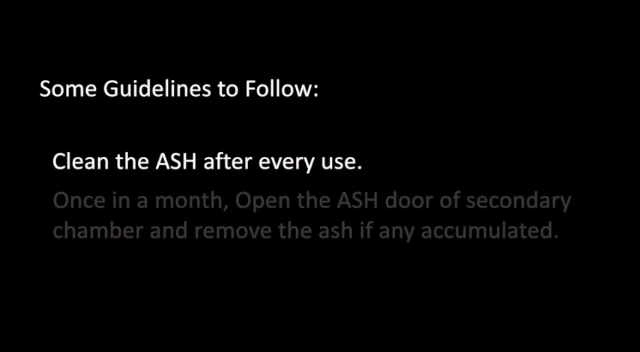 Some Guidelines to Follow:
Clean the ASH after every use.
Once in a month, Open the ASH door of secondary
chamber and remove the ash if any accumulated.